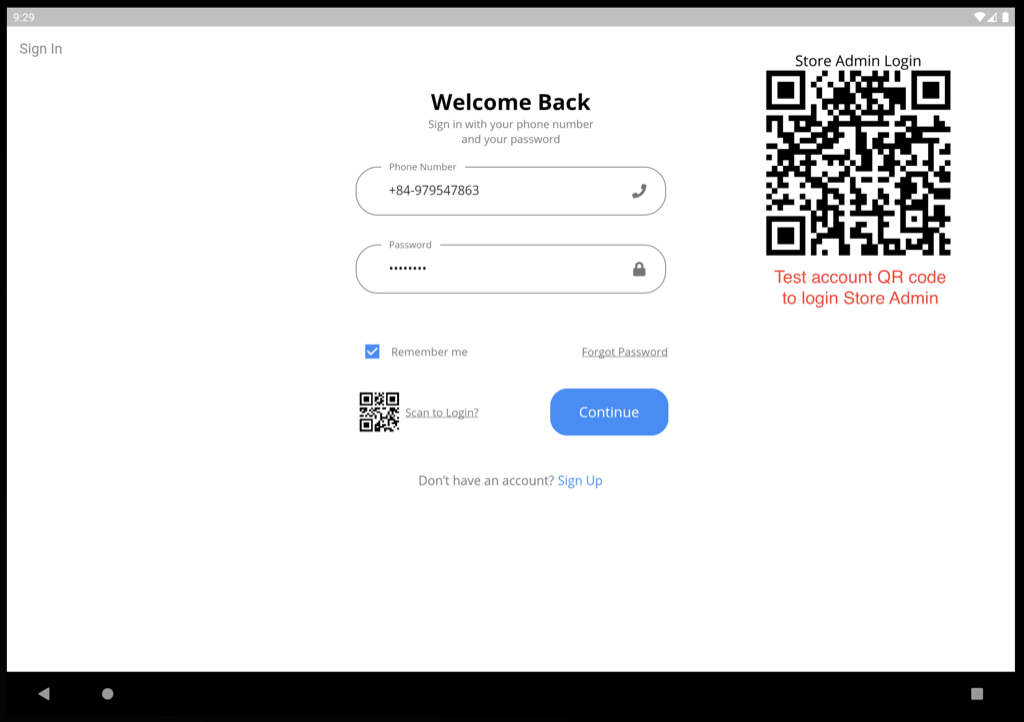 9:29
Sign In
Store Admin Login
Welcome Back
Sign in with your phone number
and your password
Phone Number
+84-979547863
Password
••••••••
Test account QR code
to login Store Admin
Remember me
Forgot Password
Scan to Login?
Continue
Don't have an account? Sign Up